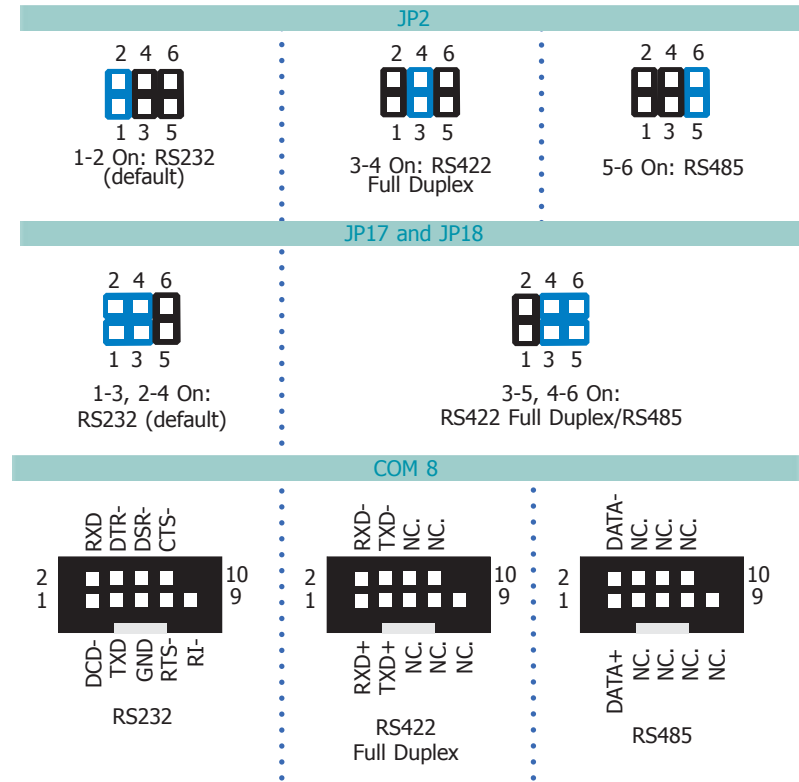 JP2
2 4 6
1 3 5
1-2 On: RS232
(default)
2 4 6
1 3 5
3-4 On: RS422
Full Duplex
2 4 6
1 3 5
5-6 On: RS485
JP17 and JP18
2 4 6
1 3 5
1-3, 2-4 On:
RS232 (default)
2 4 6
1 3 5
3-5, 4-6 On:
RS422 Full Duplex/RS485
COM 8
RXD
DTR-
DSR-
CTS-
2 10
1 9
DCD-
TXD
GND
RTS-
RI-
RS232
RXD-
TXD-
NC.
NC.
2 10
1 9
RXD+
TXD+
NC.
NC.
NC.
RS422
Full Duplex
DATA-
NC.
NC.
NC.
2 10
1 9
DATA+
NC.
NC.
NC.
NC.
RS485